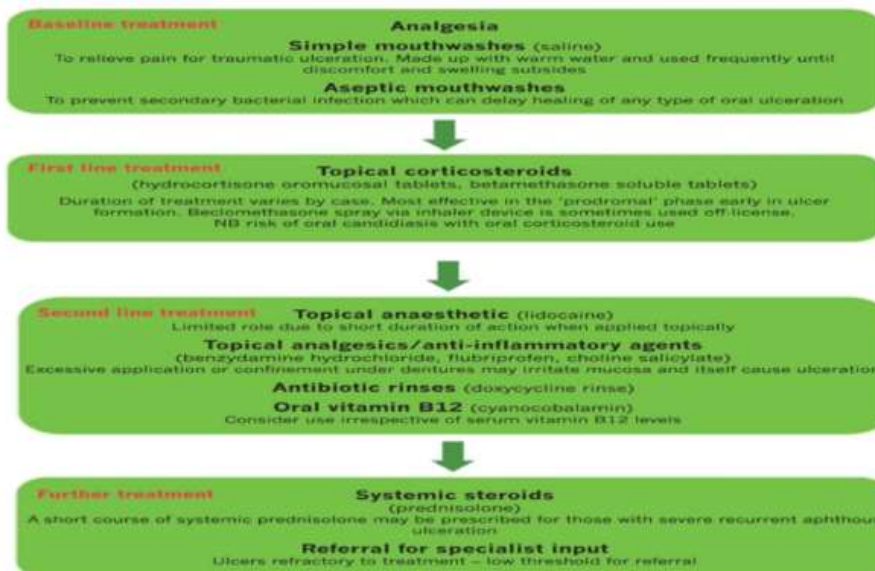 Baseline treatment Analgesia
Simple mouthwashes (saline)
To relieve pain for traumatic ulceration. Made up with warm water and used frequently until
discomfort and swelling subsides
Aseptic mouthwashes
To prevent secondary bacterial infection which can delay healing of any type of oral ulceration
First line treatment Topical corticosteroids
(hydrocortisone oromucosal tablets, betamethasone soluble tablets)
Duration of treatment varies by case. Most effective in the 'prodromal' phase early in ulcer
formation. Beclomethasone spray via inhaler device is sometimes used off-license.
NB risk of oral candidiasis with oral corticosteroid use
Second line treatment Topical anaesthetic (lidocaine)
Limited role due to short duration of action when applied topically
Topical analgesics/anti-inflammatory agents
(benzydamine hydrochloride, flubriprofen, choline salicylate)
Excessive application or confinement under dentures may irritate mucosa and itself cause ulceration
Antibiotic rinses (doxycycline rinse)
Oral vitamin B12 (cyanocobalamin)
Consider use irrespective of serum vitamin B12 levels
Further treatment Systemic steroids
(prednisolone)
A short course of systemic prednisolone may be prescribed for those with severe recurrent aphthous
ulceration
Referral for specialist input
Ulcers refractory to treatment – low threshold for referral